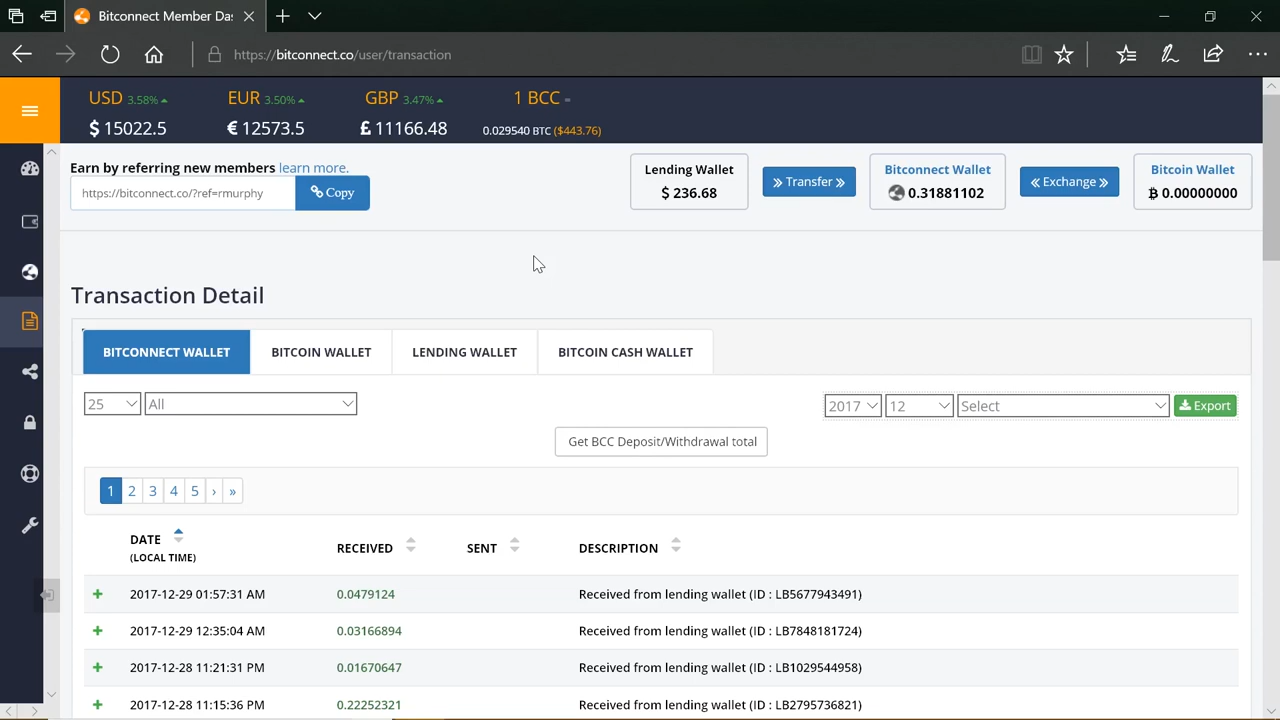 Bitconnect Member Das
https://bitconnect.co/user/transaction
USD 3.58% EUR 3.50% GBP 3.47% 1 BCC =
$ 15022.5 € 12573.5 £ 11166.48 0.029540 BTC ($443.76)
Earn by referring new members learn more.
https://bitconnect.co/?ref=rmurphy Copy
Lending Wallet
$ 236.68
Transfer
Bitconnect Wallet
0.31881102
Exchange
Bitcoin Wallet
₿ 0.00000000
Transaction Detail
BITCONNECT WALLET BITCOIN WALLET LENDING WALLET BITCOIN CASH WALLET
25 All 2017 12 Select Export
Get BCC Deposit/Withdrawal total
1 2 3 4 5 › »
DATE RECEIVED SENT DESCRIPTION
(LOCAL TIME)
+ 2017-12-29 01:57:31 AM 0.0479124 Received from lending wallet (ID : LB5677943491)
+ 2017-12-29 12:35:04 AM 0.03166894 Received from lending wallet (ID : LB7848181724)
+ 2017-12-28 11:21:31 PM 0.01670647 Received from lending wallet (ID : LB1029544958)
+ 2017-12-28 11:15:36 PM 0.22252321 Received from lending wallet (ID : LB2795736821)